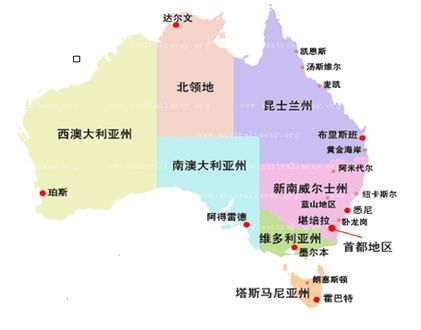 达尔文
凯恩斯
汤斯维尔
麦凯
北领地
昆士兰州
西澳大利亚州
布里斯班
黄金海岸
南澳大利亚州
阿米代尔
新南威尔士州
珀斯
纽卡斯尔
蓝山地区
悉尼
阿得雷德
堪培拉
卧龙岗
维多利亚州
首都地区
墨尔本
朗塞斯顿
塔斯马尼亚州
霍巴特